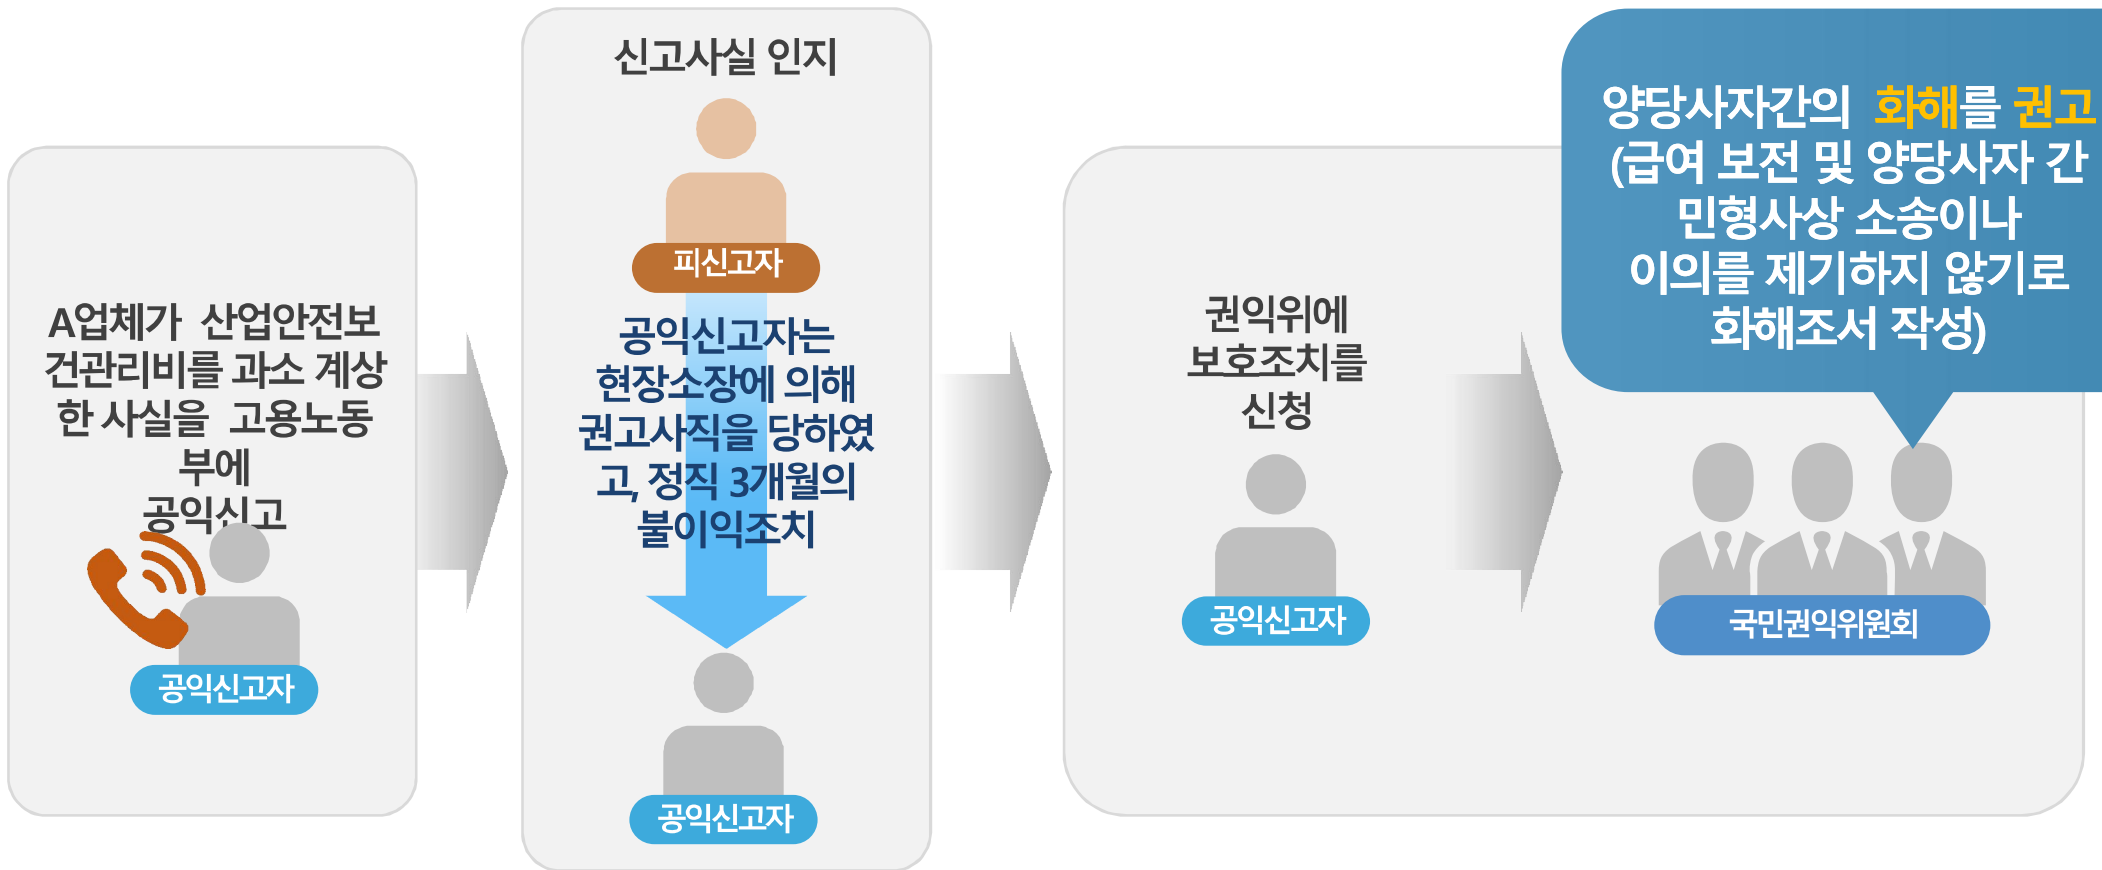 A업체가 산업안전보
건관리비를 과소 계상
한 사실을 고용노동
부에
공익신고
공익신고자
신고사실 인지
피신고자
공익신고자는
현장소장에 의해
권고사직을 당하였
고, 정직 3개월의
불이익조치
공익신고자
권익위에
보호조치를
신청
공익신고자
양당사자간의 화해를 권고
(급여 보전 및 양당사자 간
민형사상 소송이나
이의를 제기하지 않기로
화해조서 작성)
국민권익위원회